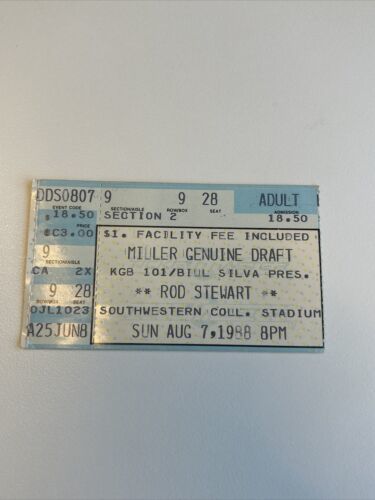 DDS0807 9 9 28 ADULT
EVENT CODE SECTION/AISLE ROW/BOX SEAT ADMISSION
$ 18.50 SECTION 2 18.50
PRICE
C3.00 $1. FACILITY FEE INCLUDED
9 MILLER GENUINE DRAFT
SECTION/AISLE
CA 2X KGB 101/BILL SILVA PRES.
9 28 ** ROD STEWART **
ROW/BOX SEAT
OJL1023 SOUTHWESTERN COLL. STADIUM
A25JUN8 SUN AUG 7,1988 8PM